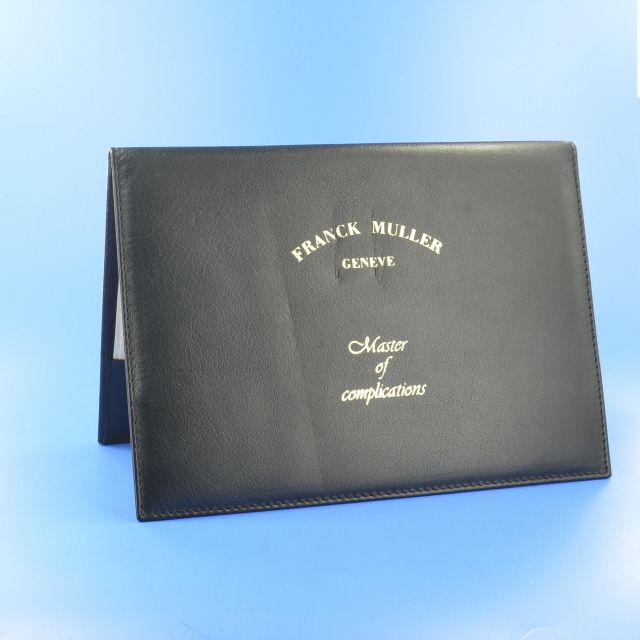 FRANCK MULLER
GENEVE
Master
of
complications